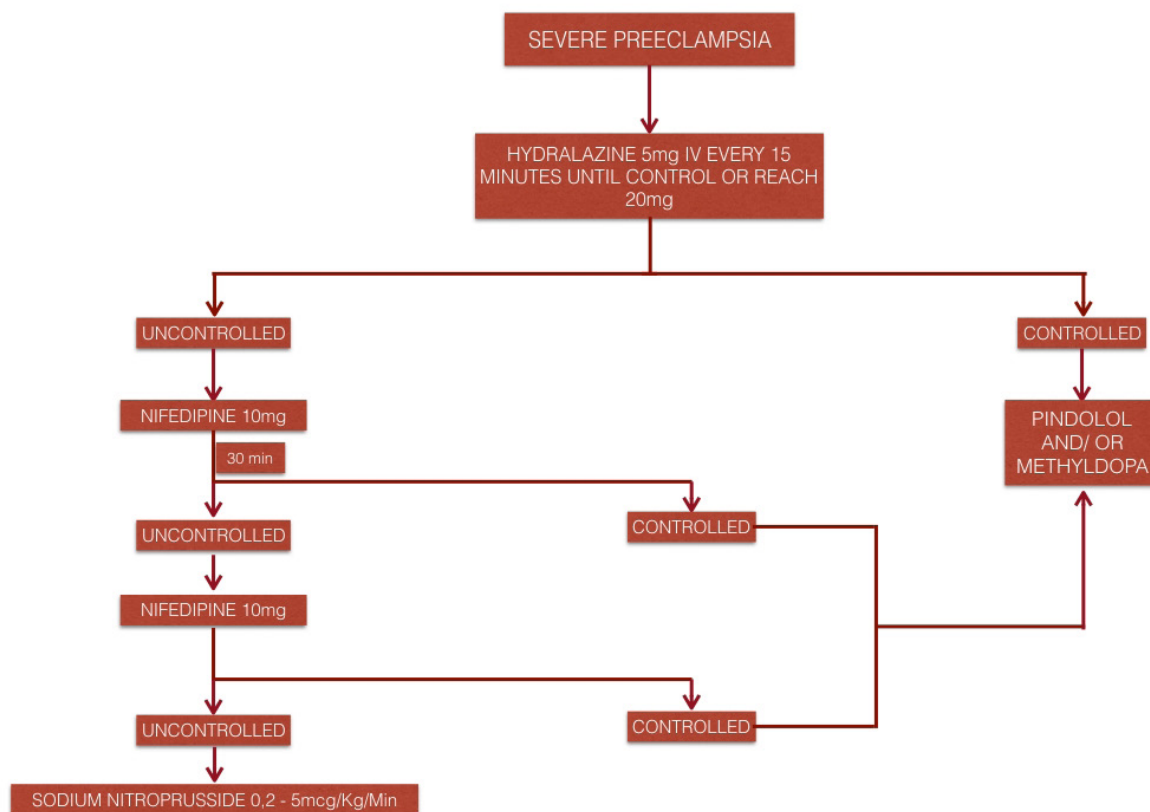 SEVERE PREECLAMPSIA
HYDRALAZINE 5mg IV EVERY 15
MINUTES UNTIL CONTROL OR REACH
20mg
UNCONTROLLED
CONTROLLED
NIFEDIPINE 10mg
PINDOLOL
AND/ OR
METHYLDOPA
30 min
UNCONTROLLED
CONTROLLED
NIFEDIPINE 10mg
UNCONTROLLED
CONTROLLED
SODIUM NITROPRUSSIDE 0,2 - 5mcg/Kg/Min